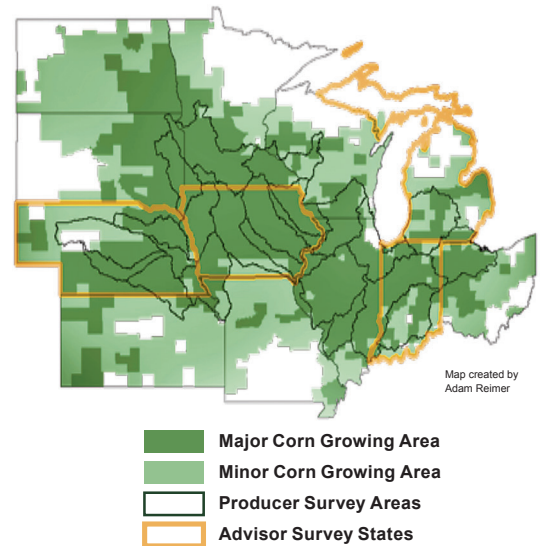 Map created by
Adam Reimer
Major Corn Growing Area
Minor Corn Growing Area
Producer Survey Areas
Advisor Survey States